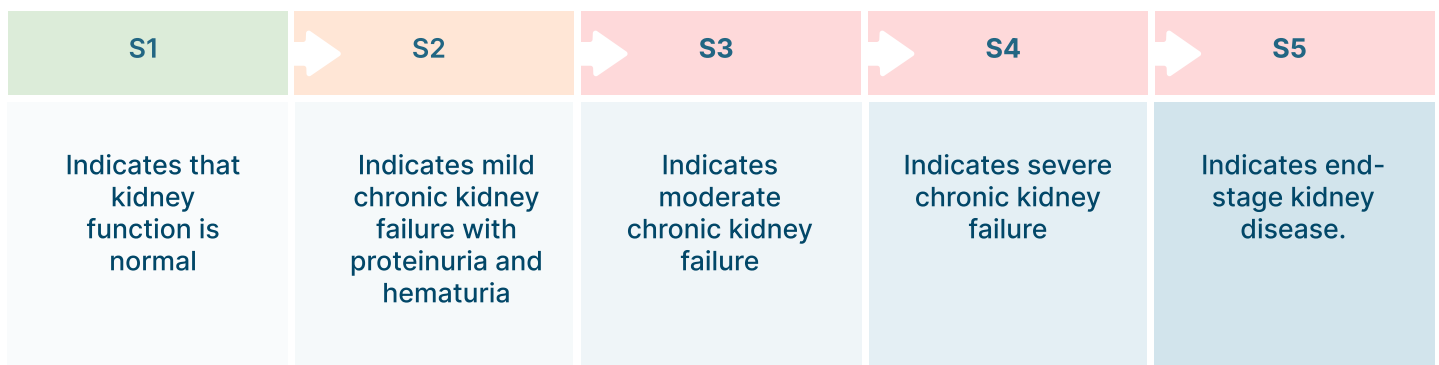 S1
S2
S3
S4
S5
Indicates that
kidney
function is
normal
Indicates mild
chronic kidney
failure with
proteinuria and
hematuria
Indicates
moderate
chronic kidney
failure
Indicates severe
chronic kidney
failure
Indicates end-
stage kidney
disease.